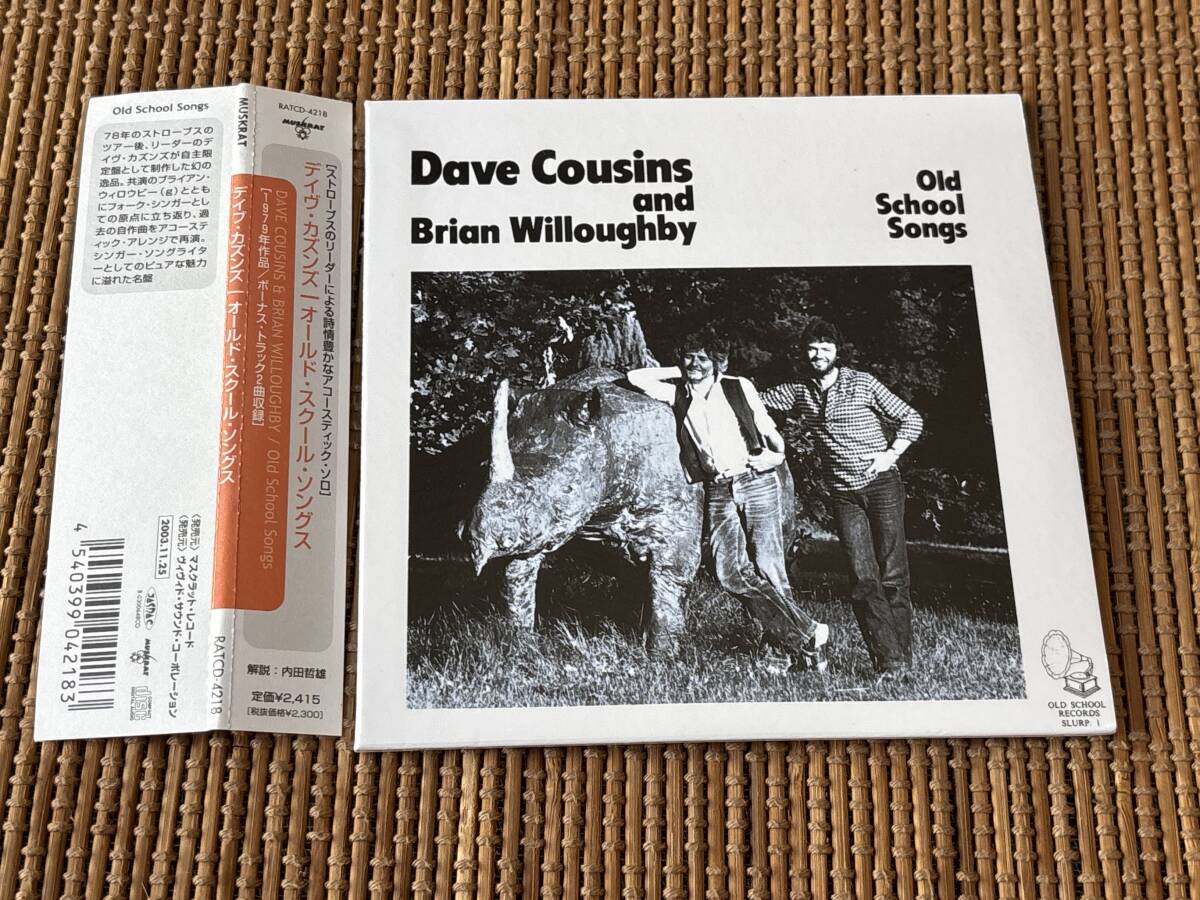 Old School Songs
78年のストローブスの
ツアー後、リーダーのデ
イヴ・カズンズが自主限
定盤として制作した幻の
逸品。共演のブライアン・
ウィロウビー(g)ととも
にフォーク・シンガーとし
ての原点に立ち返り、過
去の自作曲をアコーステ
ィック・アレンジで再演。
シンガー・ソングライタ
ーとしてのピュアな魅力
に溢れた名盤
4 540399 042183
2003.11.25
〈発売元〉マスクラット・レコード
〈発売元〉ヴィヴィド・サウンド・コーポレーション
MUSKRAT
COMPACT
disc
DIGITAL AUDIO
MUSKRAT
デイヴ・カズンズ | オールド・スクール・ソングス
RATCD-4218
RATCD-4218
MUSKRAT
[ストローブスのリーダーによる詩情豊かなアコースティック・ソロ]
デイヴ・カズンズ | オールド・スクール・ソングス
DAVE COUSINS & BRIAN WILLOUGHBY / Old School Songs
[1979年作品/ボーナス・トラック2曲収録]
解説:内田哲雄
定価¥2,415
[税抜価格¥2,300]
Dave Cousins
and
Brian Willoughby
Old
School
Songs
OLD SCHOOL
RECORDS
SLURP. 1